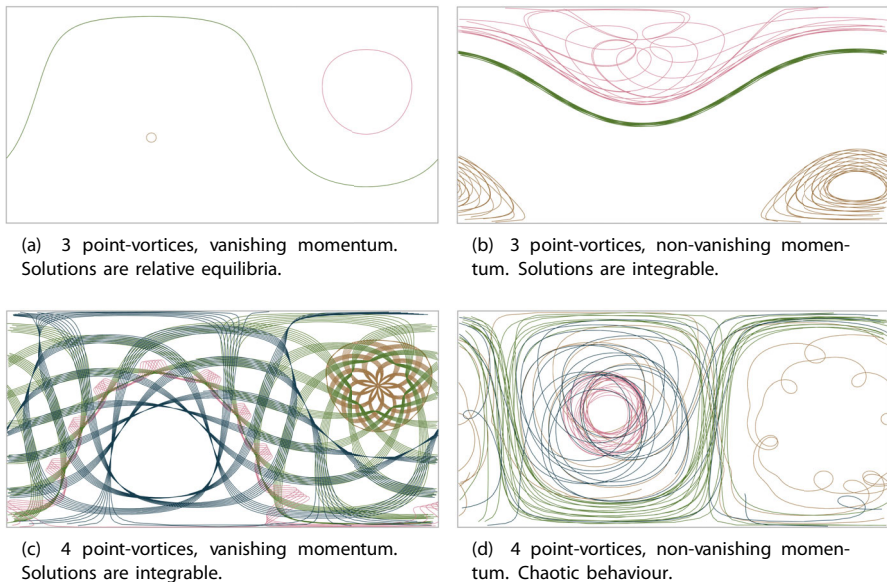 (a) 3 point-vortices, vanishing momentum.
Solutions are relative equilibria.
(b) 3 point-vortices, non-vanishing momen-
tum. Solutions are integrable.
(c) 4 point-vortices, vanishing momentum.
Solutions are integrable.
(d) 4 point-vortices, non-vanishing momen-
tum. Chaotic behaviour.